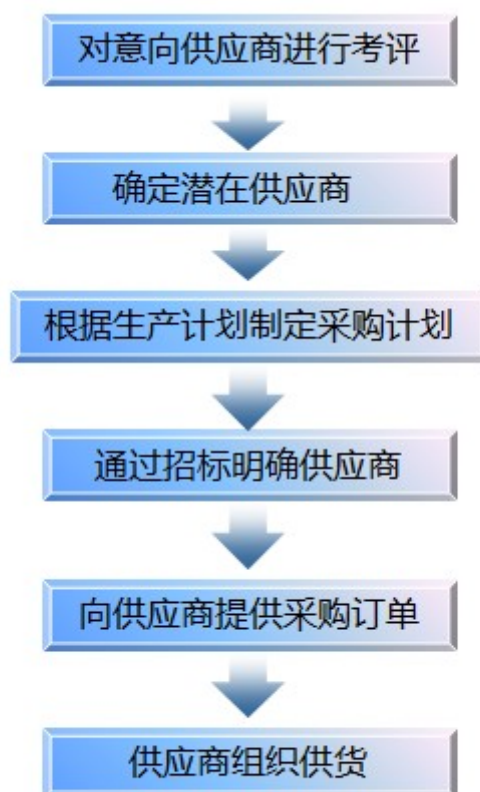 对意向供应商进行考评
确定潜在供应商
根据生产计划制定采购计划
通过招标明确供应商
向供应商提供采购订单
供应商组织供货